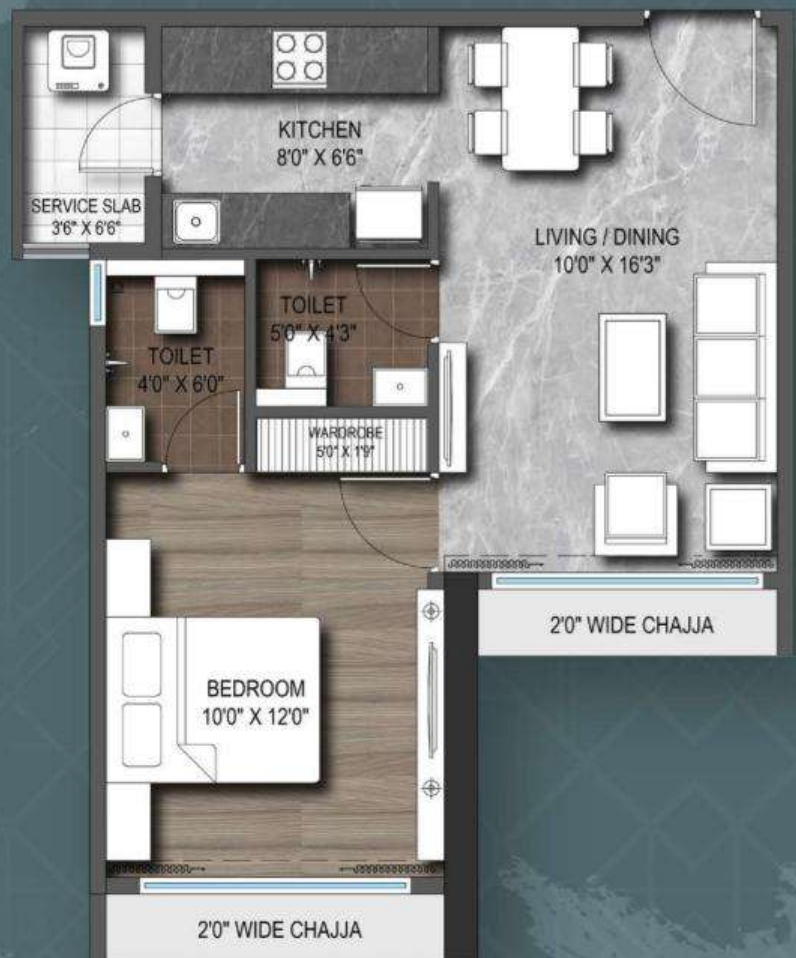 KITCHEN
8'0" X 6'6"
SERVICE SLAB
3'6" X 6'6"
LIVING / DINING
10'0" X 16'3"
TOILET
5'0" X 4'3"
TOILET
4'0" X 6'0"
WARDROBE
5'0" X 1'9"
2'0" WIDE CHAJJA
BEDROOM
10'0" X 12'0"
2'0" WIDE CHAJJA